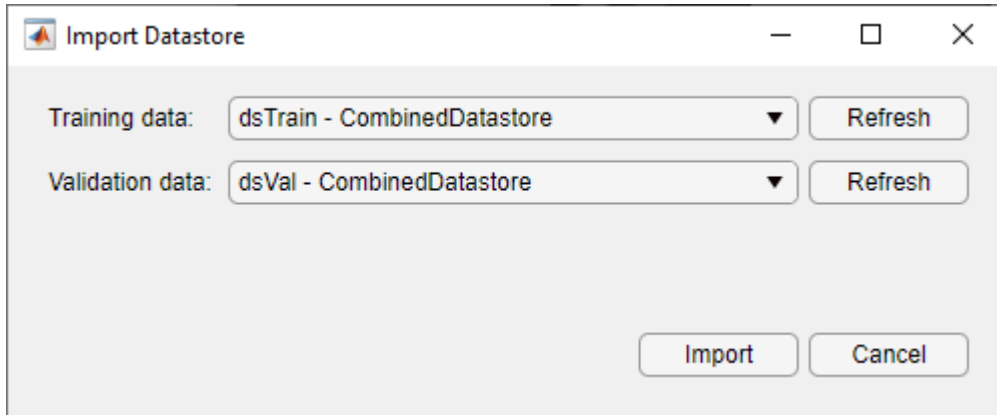 Import Datastore
Training data: dsTrain - CombinedDatastore Refresh
Validation data: dsVal - CombinedDatastore Refresh
Import Cancel